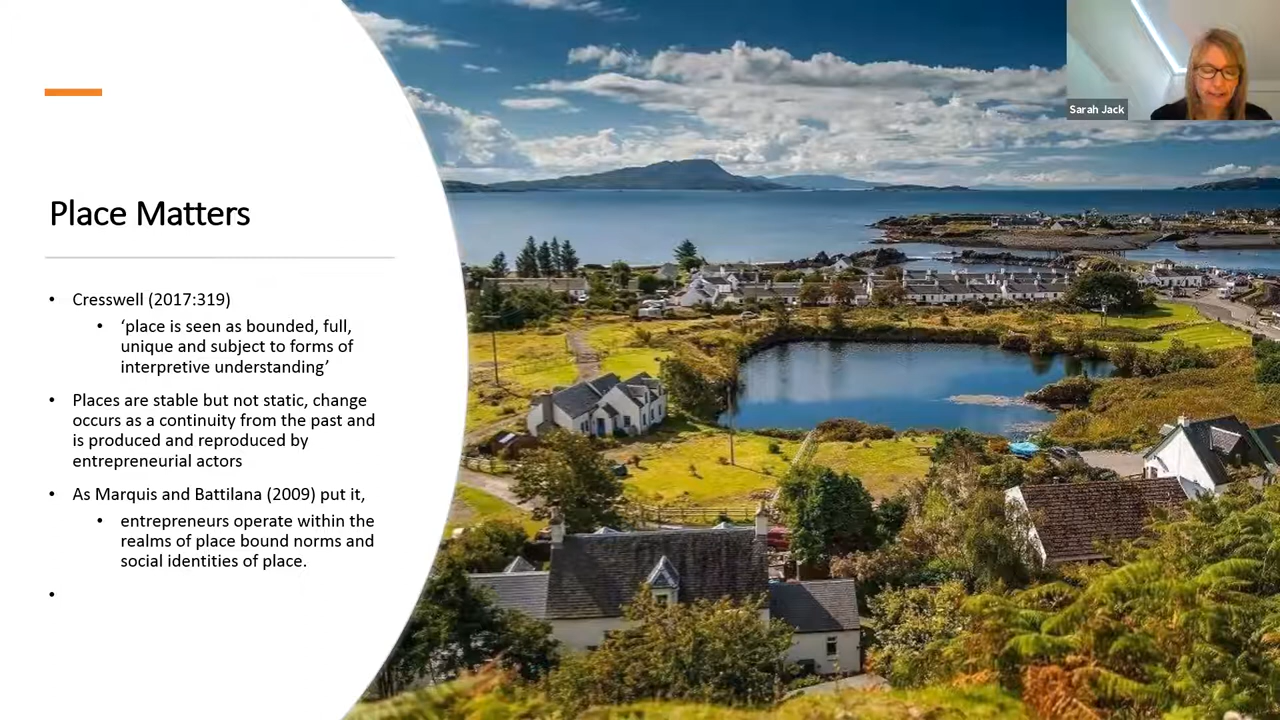 Sarah Jack
Place Matters
• Cresswell (2017:319)
• ‘place is seen as bounded, full,
unique and subject to forms of
interpretive understanding’
• Places are stable but not static, change
occurs as a continuity from the past and
is produced and reproduced by
entrepreneurial actors
• As Marquis and Battilana (2009) put it,
• entrepreneurs operate within the
realms of place bound norms and
social identities of place.
•